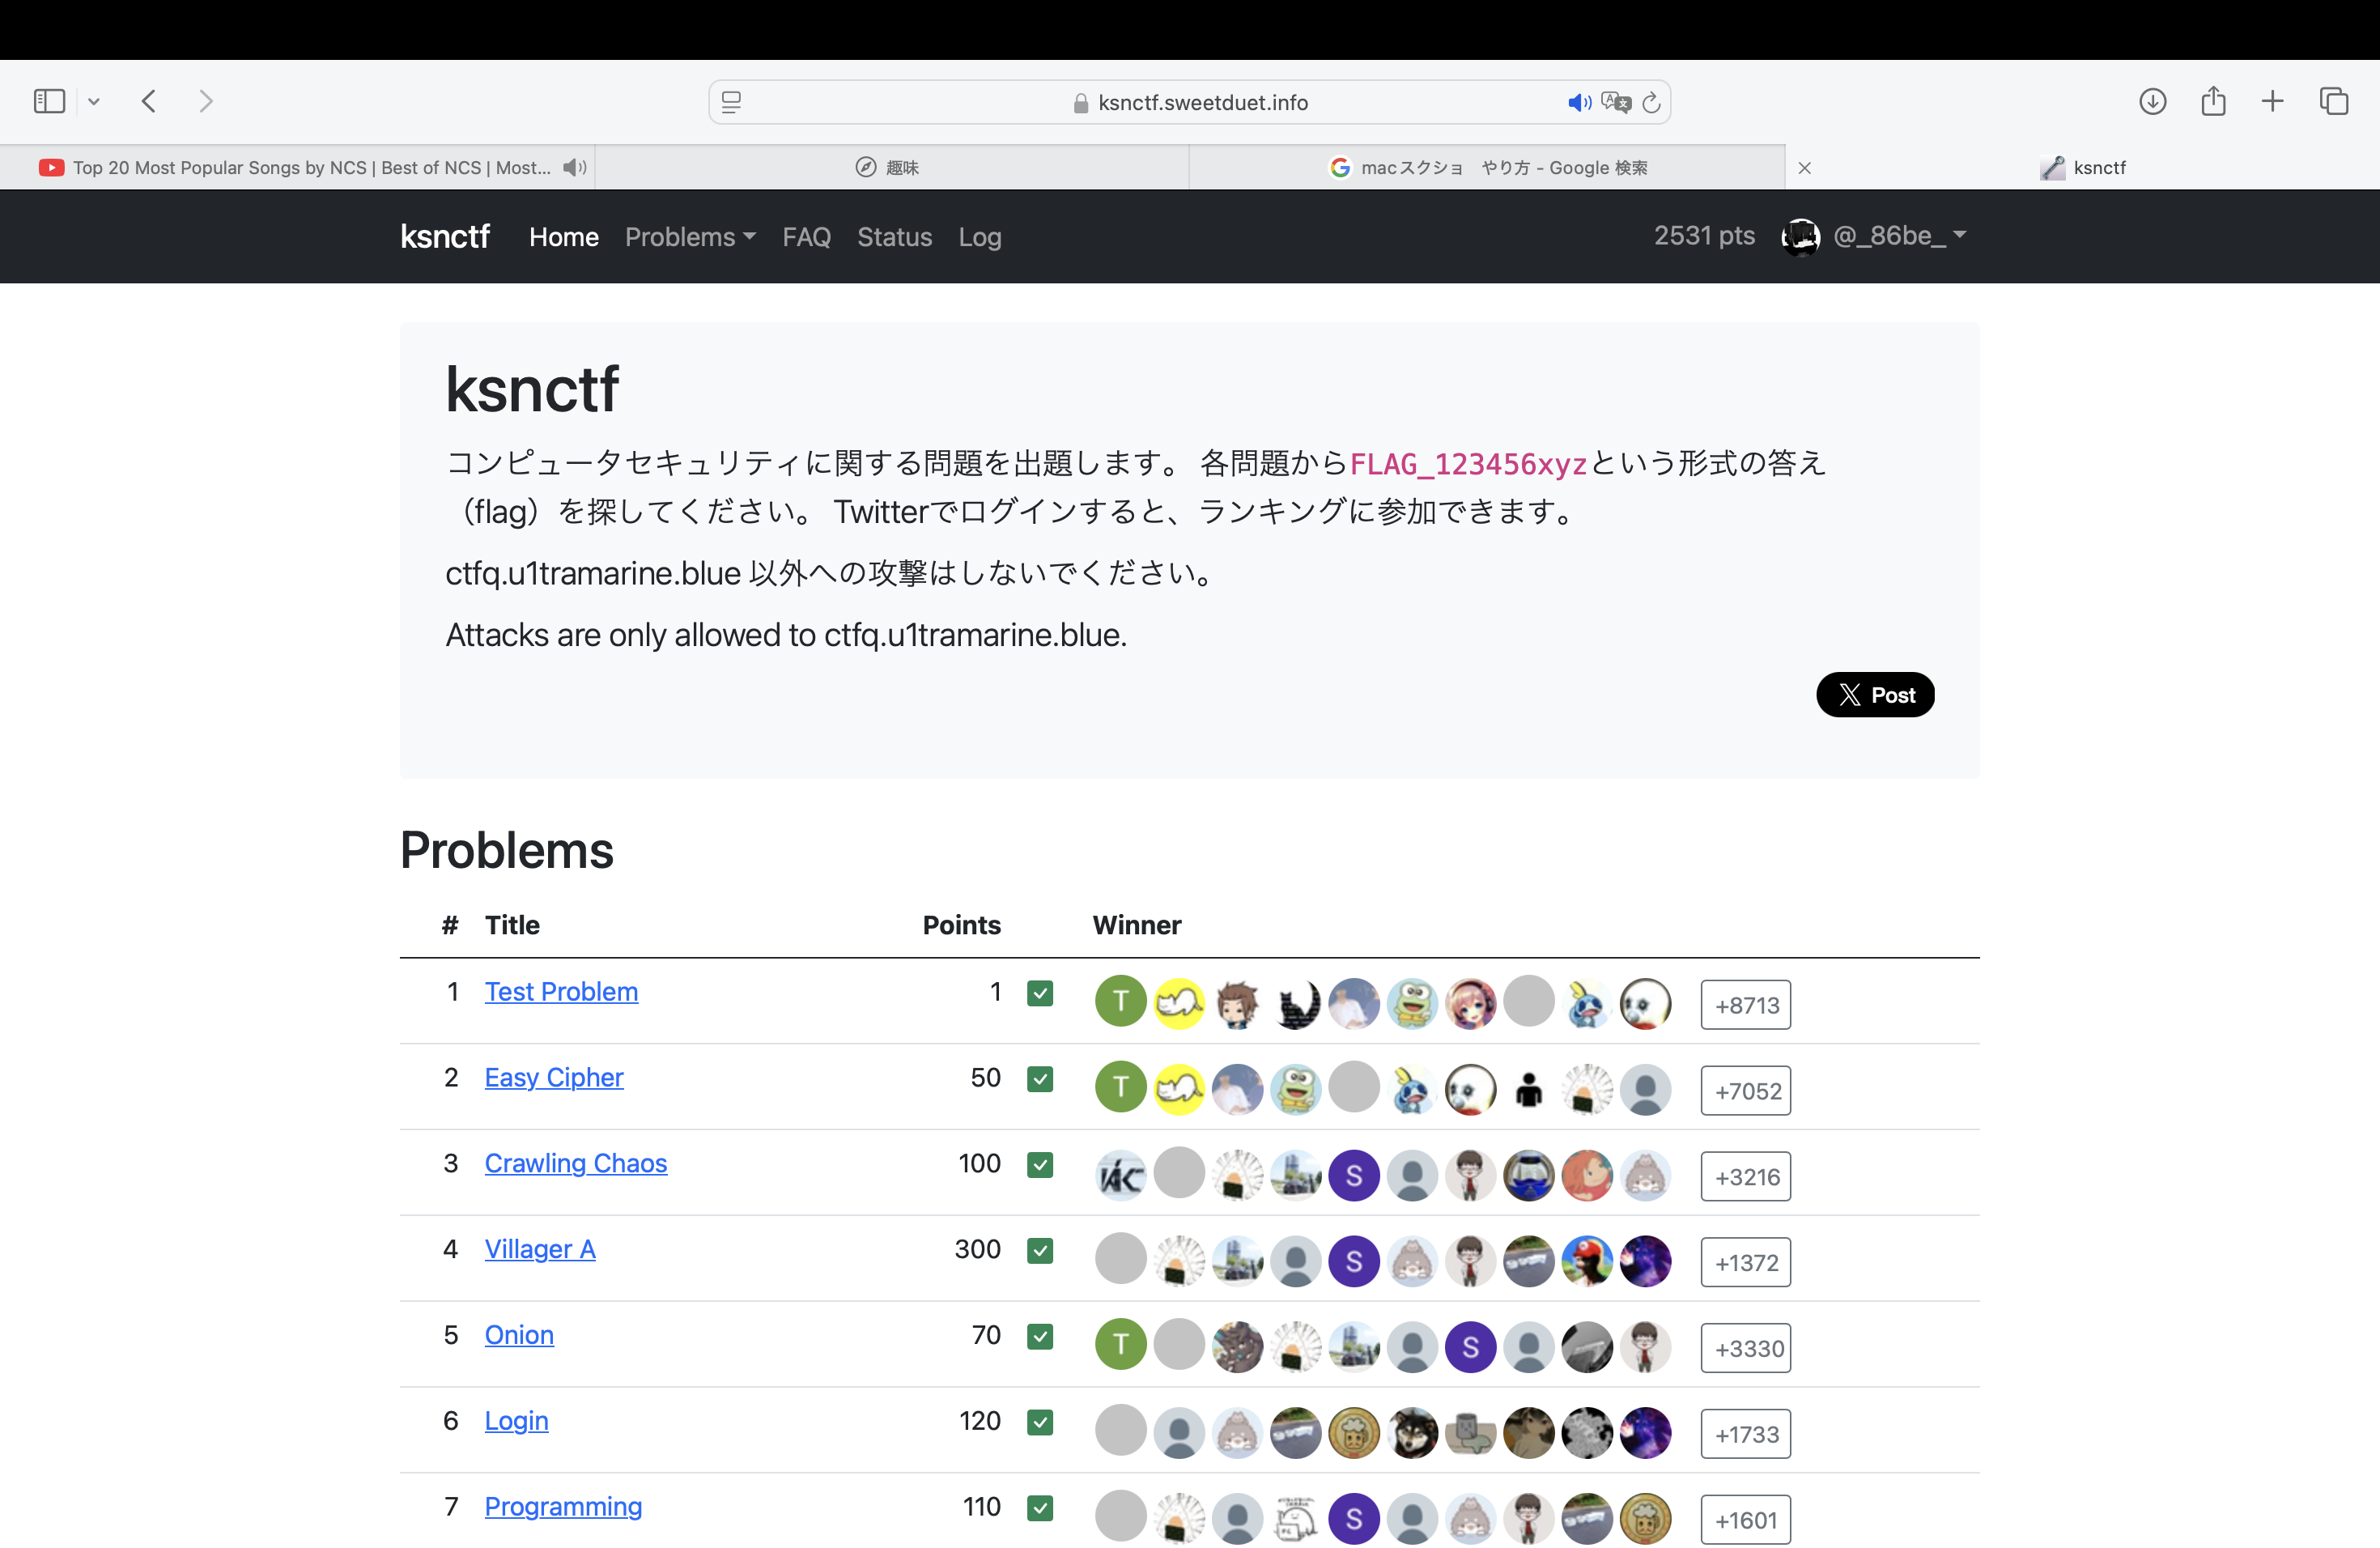 ksnctf.sweetduet.info
Top 20 Most Popular Songs by NCS | Best of NCS | Most...
趣味
macスクショ　やり方 - Google 検索
ksnctf
ksnctf Home Problems FAQ Status Log 2531 pts @_86be_
ksnctf
コンピュータセキュリティに関する問題を出題します。 各問題からFLAG_123456xyzという形式の答え
（flag）を探してください。 Twitterでログインすると、ランキングに参加できます。
ctfq.u1tramarine.blue 以外への攻撃はしないでください。
Attacks are only allowed to ctfq.u1tramarine.blue.
Post
Problems
# Title Points Winner
1 Test Problem 1 T +8713
2 Easy Cipher 50 T +7052
3 Crawling Chaos 100 S +3216
4 Villager A 300 S +1372
5 Onion 70 T S +3330
6 Login 120 +1733
7 Programming 110 S +1601